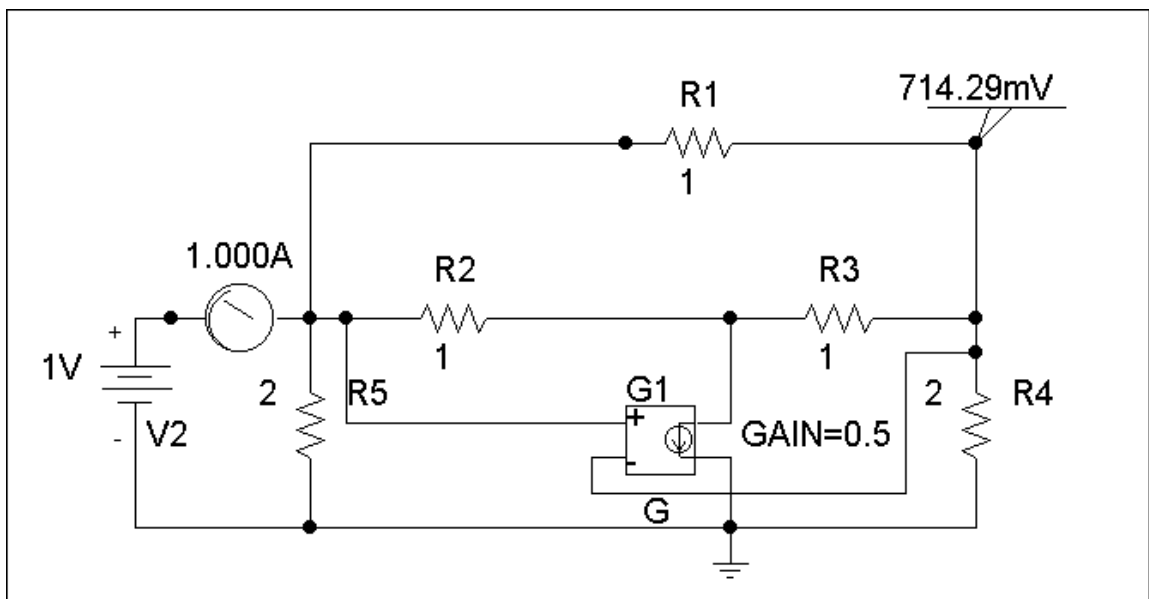 714.29mV
R1
1
1.000A
R2
R3
+
1
1
1V
2
R5
G1
2
R4
-
V2
+
GAIN=0.5
-
G